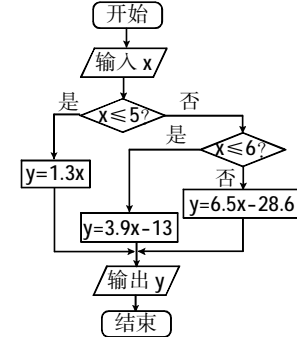 开始
输入 x
是
x≤5?
否
是
x≤6?
y=1.3x
否
y=6.5x-28.6
y=3.9x-13
输出 y
结束